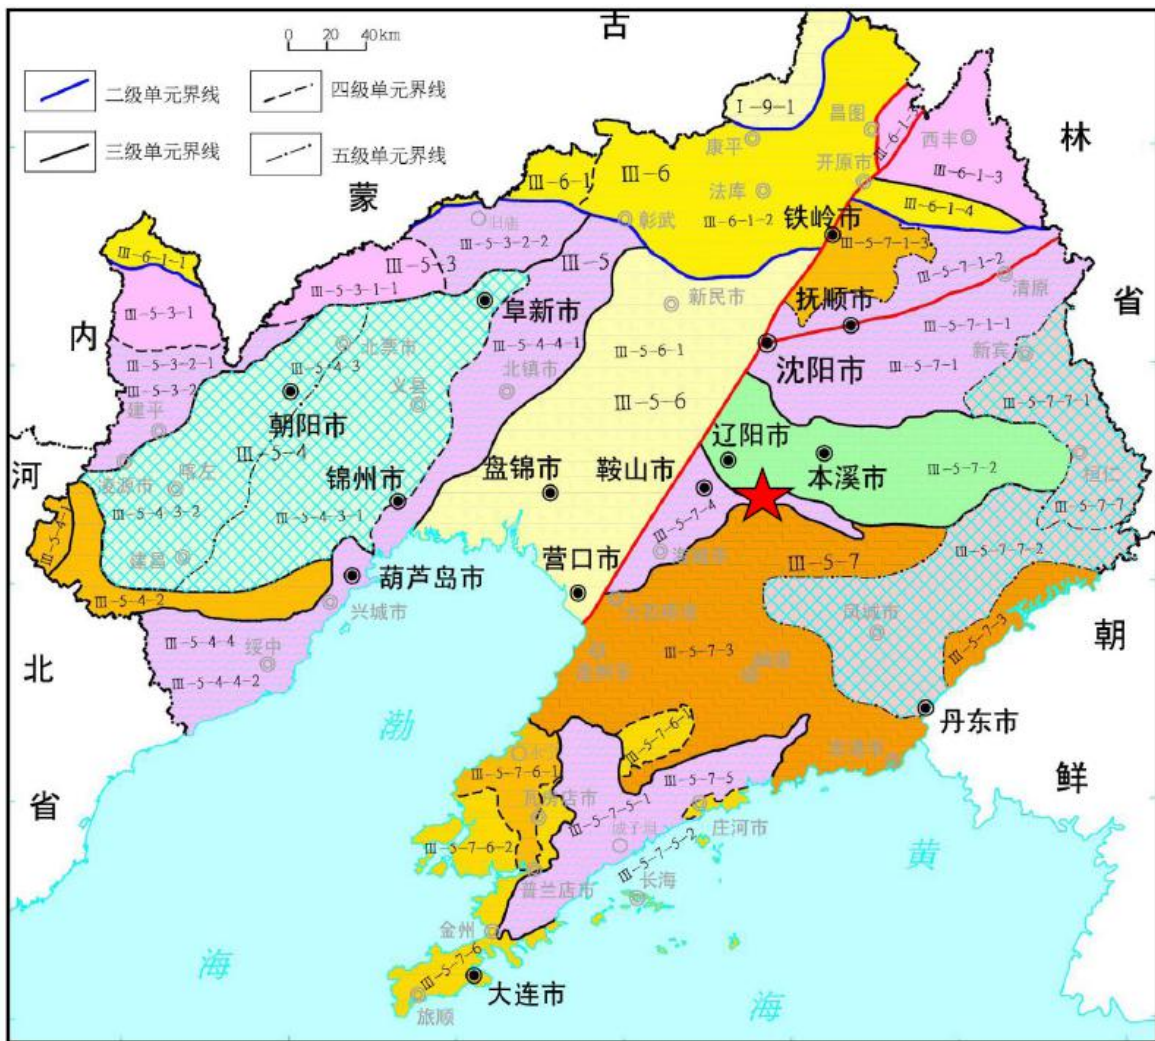 古
0 20 40km
二级单元界线
四级单元界线
三级单元界线
五级单元界线
I-9-1
昌图
康平
西丰
林
III-6-1-3
开原市
蒙
III-6-1
III-6
法库
III-6-1-4
彰武
III-6-1-2
铁岭市
III-5-7-1-3
III-6-1-1
III-5-3-2-2
III-5-3
III-5
III-5-7-1-2
清原
III-5-3-1-1
新民市
抚顺市
省
阜新市
内
III-5-3-1
III-5-7-1-1
北票市
III-5-4-4-1
III-5-6-1
沈阳市
新宾
III-5-3-2-1
III-5-4-3
III-5-7-1
III-5-3-2
北镇市
义县
III-5-6
III-5-7-7-1
建平
朝阳市
辽阳市
III-5-4
河
喀左
凌源市
锦州市
盘锦市
鞍山市
本溪市
III-5-7-2
桓仁
III-5-4-3-2
III-5-4-3-1
III-5-7-7
III-5-4-1
III-5-7-4
III-5-7-7-2
建昌
营口市
III-5-7
葫芦岛市
III-5-4-2
兴城市
凤城市
朝
III-5-4-4
绥中
III-5-7-3
III-5-7-3
北
III-5-4-4-2
渤
丹东市
III-5-7-6-1
III-5-7-6-1
III-5-7-5
鲜
省
瓦房店市
III-5-7-5-1
庄河市
III-5-7-6-2
III-5-7-5-2
黄
普兰店市
长海
金州
海
III-5-7-6
大连市
海
旅顺